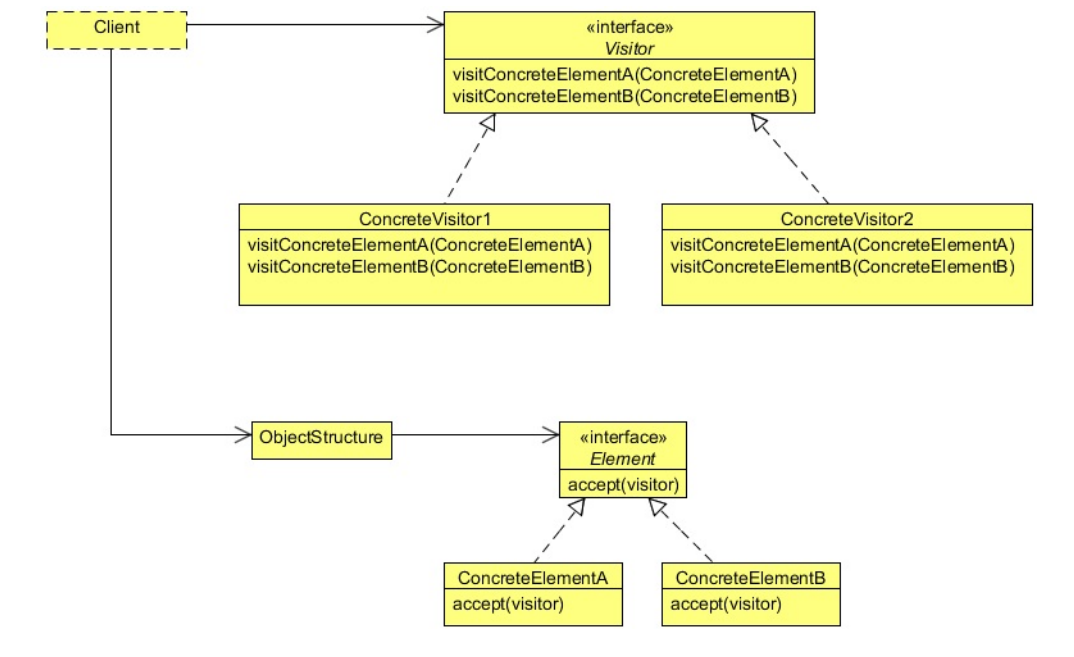 Client
«interface»
Visitor
visitConcreteElementA(ConcreteElementA)
visitConcreteElementB(ConcreteElementB)
ConcreteVisitor1
visitConcreteElementA(ConcreteElementA)
visitConcreteElementB(ConcreteElementB)
ConcreteVisitor2
visitConcreteElementA(ConcreteElementA)
visitConcreteElementB(ConcreteElementB)
ObjectStructure
«interface»
Element
accept(visitor)
ConcreteElementA
accept(visitor)
ConcreteElementB
accept(visitor)